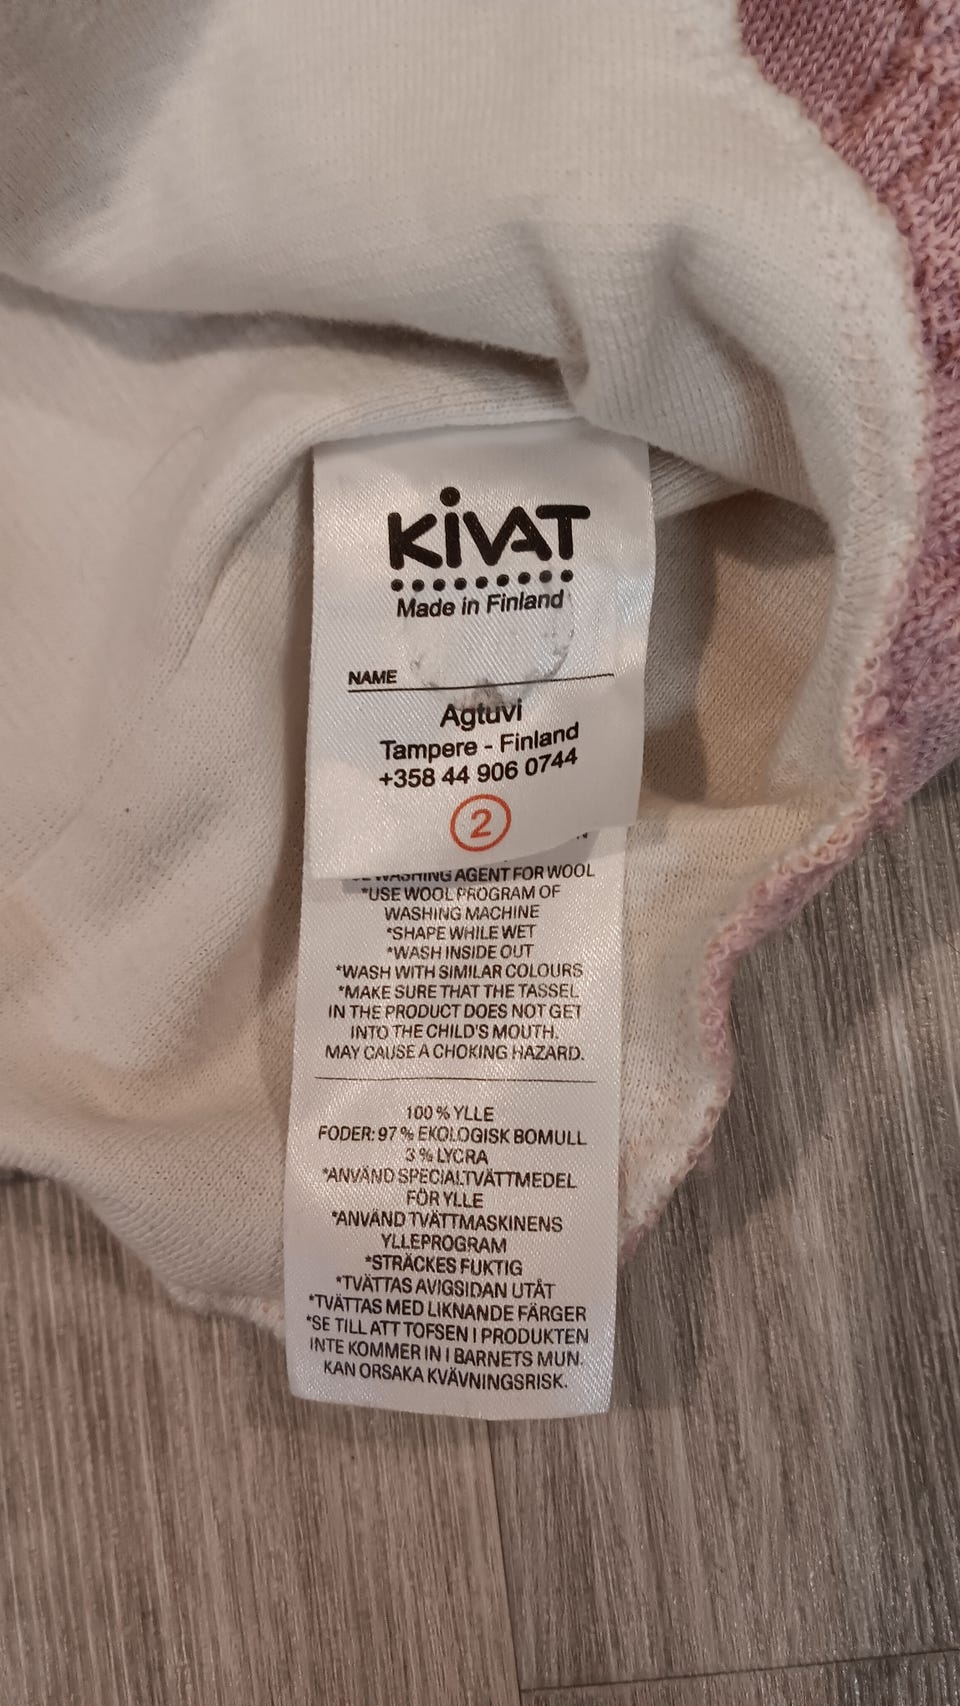 KiVAT
Made in Finland
NAME
Agtuvi
Tampere - Finland
+358 44 906 0744
2
WASHING AGENT FOR WOOL
*USE WOOL PROGRAM OF
WASHING MACHINE
*SHAPE WHILE WET
*WASH INSIDE OUT
*WASH WITH SIMILAR COLOURS
*MAKE SURE THAT THE TASSEL
IN THE PRODUCT DOES NOT GET
INTO THE CHILD'S MOUTH.
MAY CAUSE A CHOKING HAZARD.
100 % YLLE
FODER: 97 % EKOLOGISK BOMULL
3 % LYCRA
*ANVÄND SPECIALTVÄTTMEDEL
FÖR YLLE
*ANVÄND TVÄTTMASKINENS
YLLEPROGRAM
*STRÄCKES FUKTIG
*TVÄTTAS AVIGSIDAN UTÅT
*TVÄTTAS MED LIKNANDE FÄRGER
*SE TILL ATT TOFSEN I PRODUKTEN
INTE KOMMER IN I BARNETS MUN.
KAN ORSAKA KVÄVNINGSRISK.